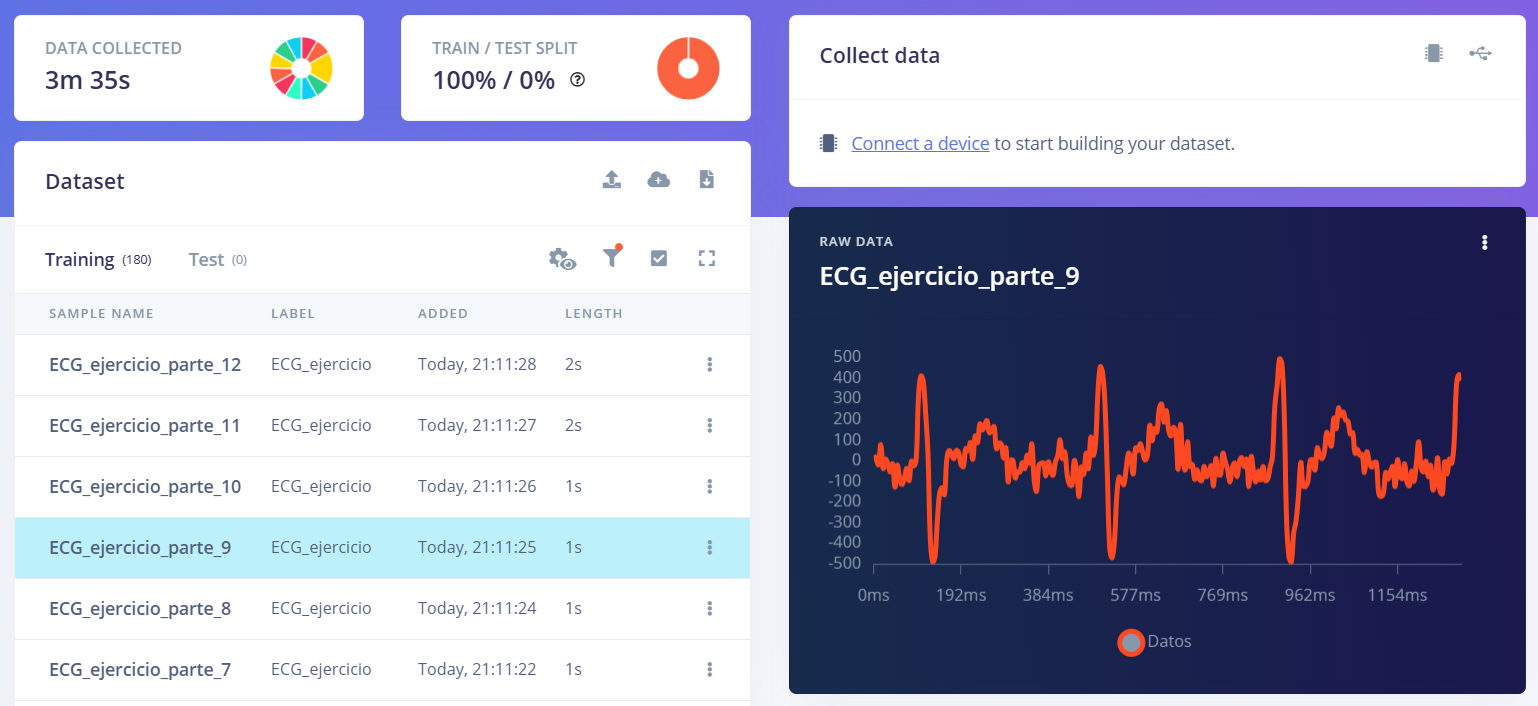 DATA COLLECTED
3m 35s
TRAIN / TEST SPLIT
100% / 0% ?
Dataset
Training (180) Test (0)
SAMPLE NAME LABEL ADDED LENGTH
ECG_ejercicio_parte_12 ECG_ejercicio Today, 21:11:28 2s
ECG_ejercicio_parte_11 ECG_ejercicio Today, 21:11:27 2s
ECG_ejercicio_parte_10 ECG_ejercicio Today, 21:11:26 1s
ECG_ejercicio_parte_9 ECG_ejercicio Today, 21:11:25 1s
ECG_ejercicio_parte_8 ECG_ejercicio Today, 21:11:24 1s
ECG_ejercicio_parte_7 ECG_ejercicio Today, 21:11:22 1s
Collect data
Connect a device to start building your dataset.
RAW DATA
ECG_ejercicio_parte_9
500
400
300
200
100
0
-100
-200
-300
-400
-500
0ms 192ms 384ms 577ms 769ms 962ms 1154ms
Datos